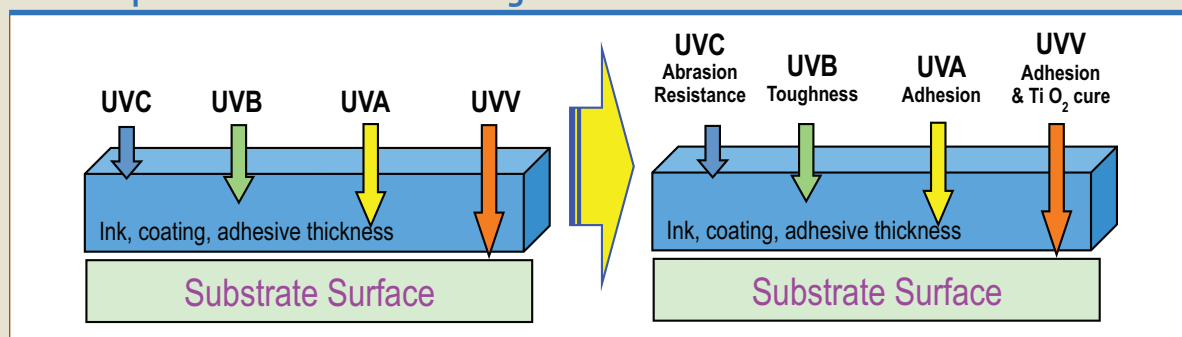 UVC UVB UVA UVV
Ink, coating, adhesive thickness
Substrate Surface
UVC
Abrasion
Resistance
UVB
Toughness
UVA
Adhesion
UVV
Adhesion
& Ti O₂ cure
Ink, coating, adhesive thickness
Substrate Surface